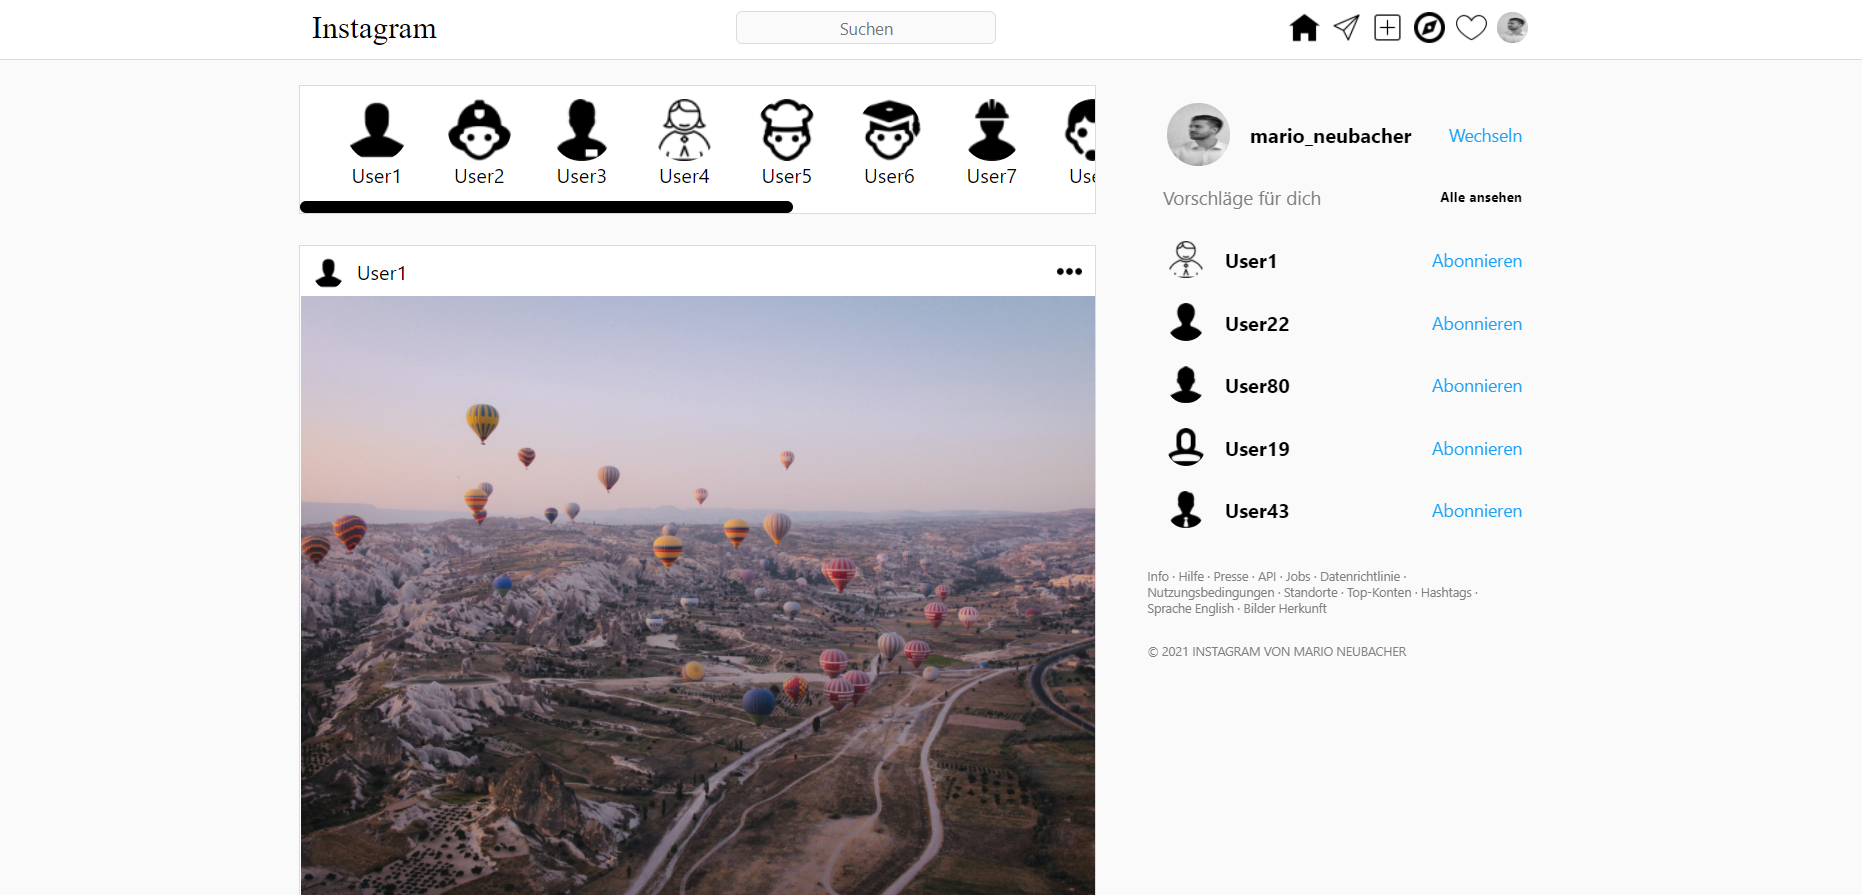 Instagram
Suchen
User1 User2 User3 User4 User5 User6 User7 Use
mario_neubacher Wechseln
Vorschläge für dich Alle ansehen
User1
User1 Abonnieren
User22 Abonnieren
User80 Abonnieren
User19 Abonnieren
User43 Abonnieren
Info · Hilfe · Presse · API · Jobs · Datenrichtlinie ·
Nutzungsbedingungen · Standorte · Top-Konten · Hashtags ·
Sprache English · Bilder Herkunft
© 2021 INSTAGRAM VON MARIO NEUBACHER